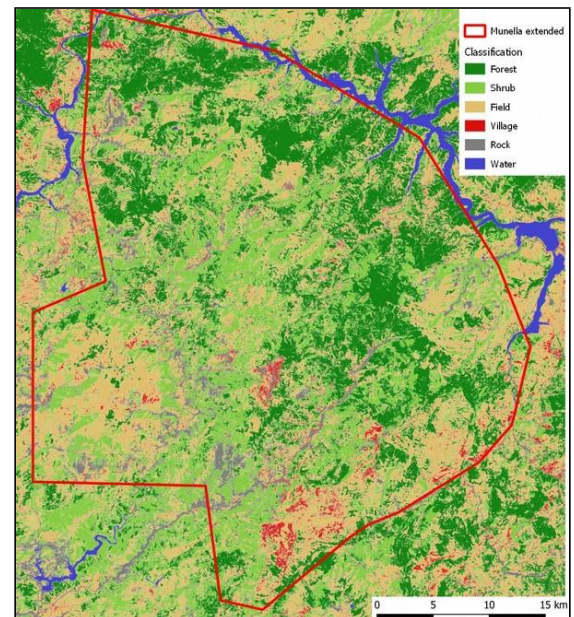 Munella extended
Classification
Forest
Shrub
Field
Village
Rock
Water
0 5 10 15 km